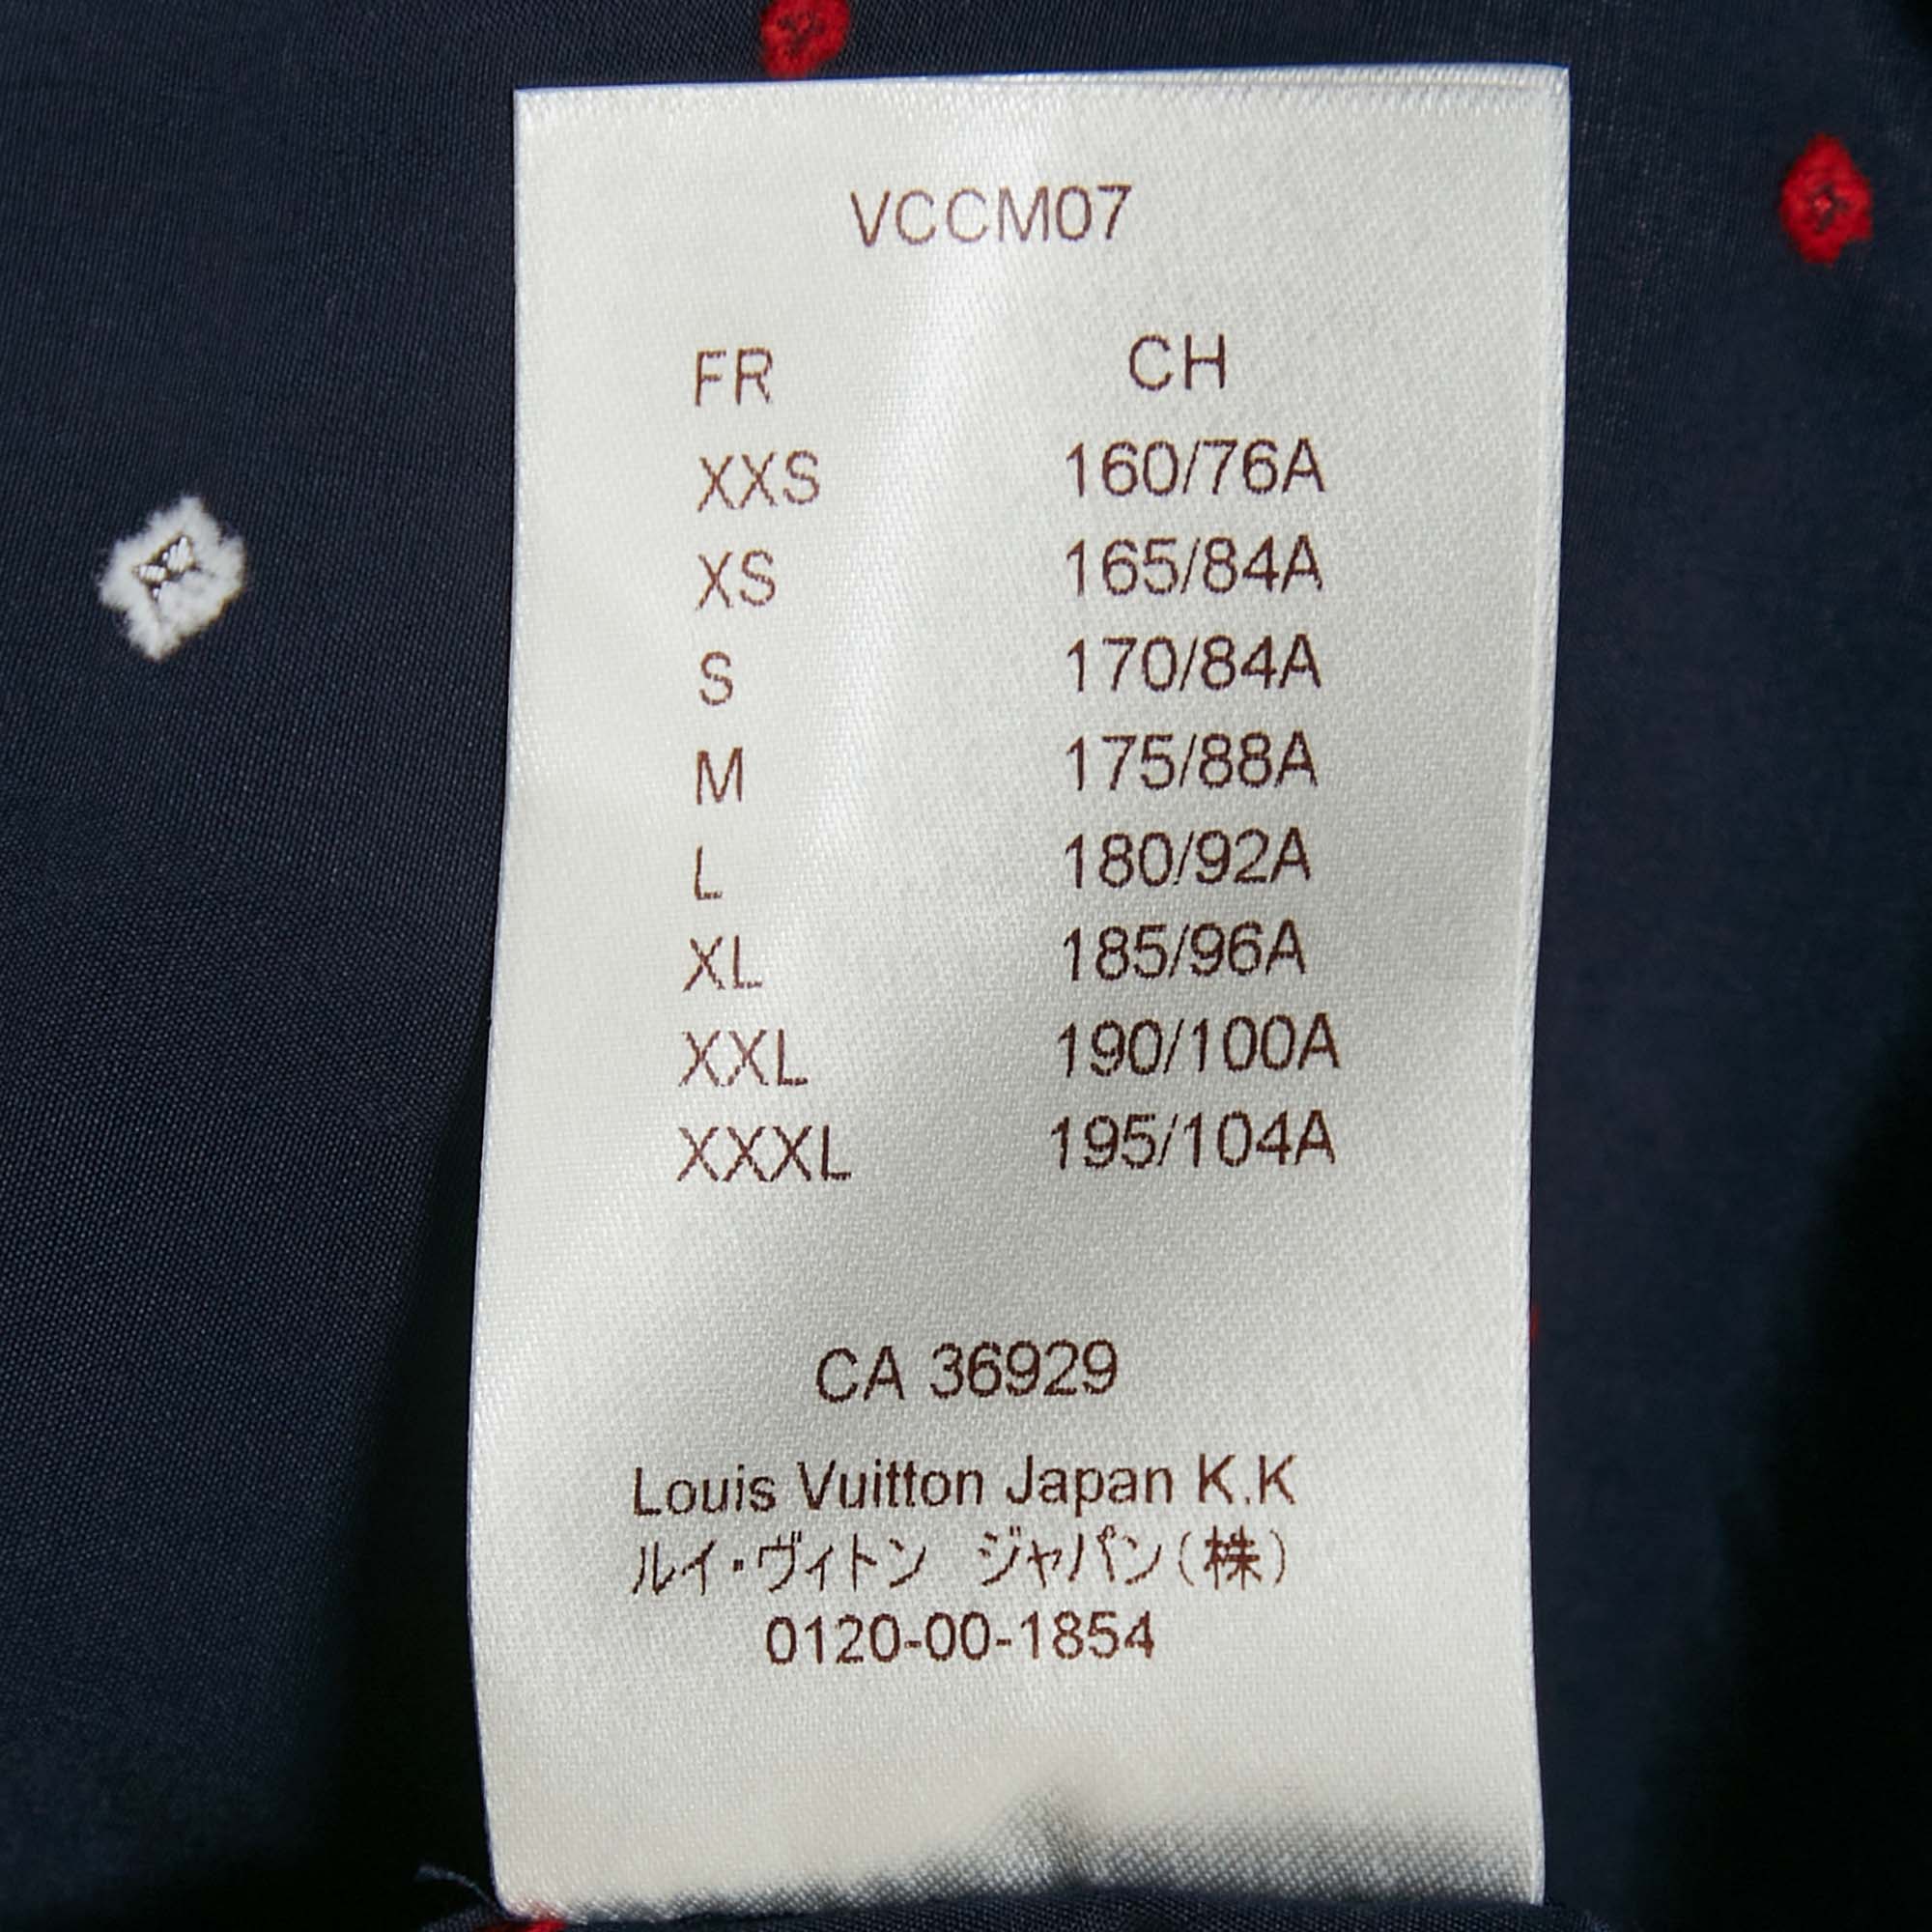 VCCM07
FR CH
XXS 160/76A
XS 165/84A
S 170/84A
M 175/88A
L 180/92A
XL 185/96A
XXL 190/100A
XXXL 195/104A
CA 36929
Louis Vuitton Japan K.K
ルイ・ヴィトン ジャパン(株)
0120-00-1854